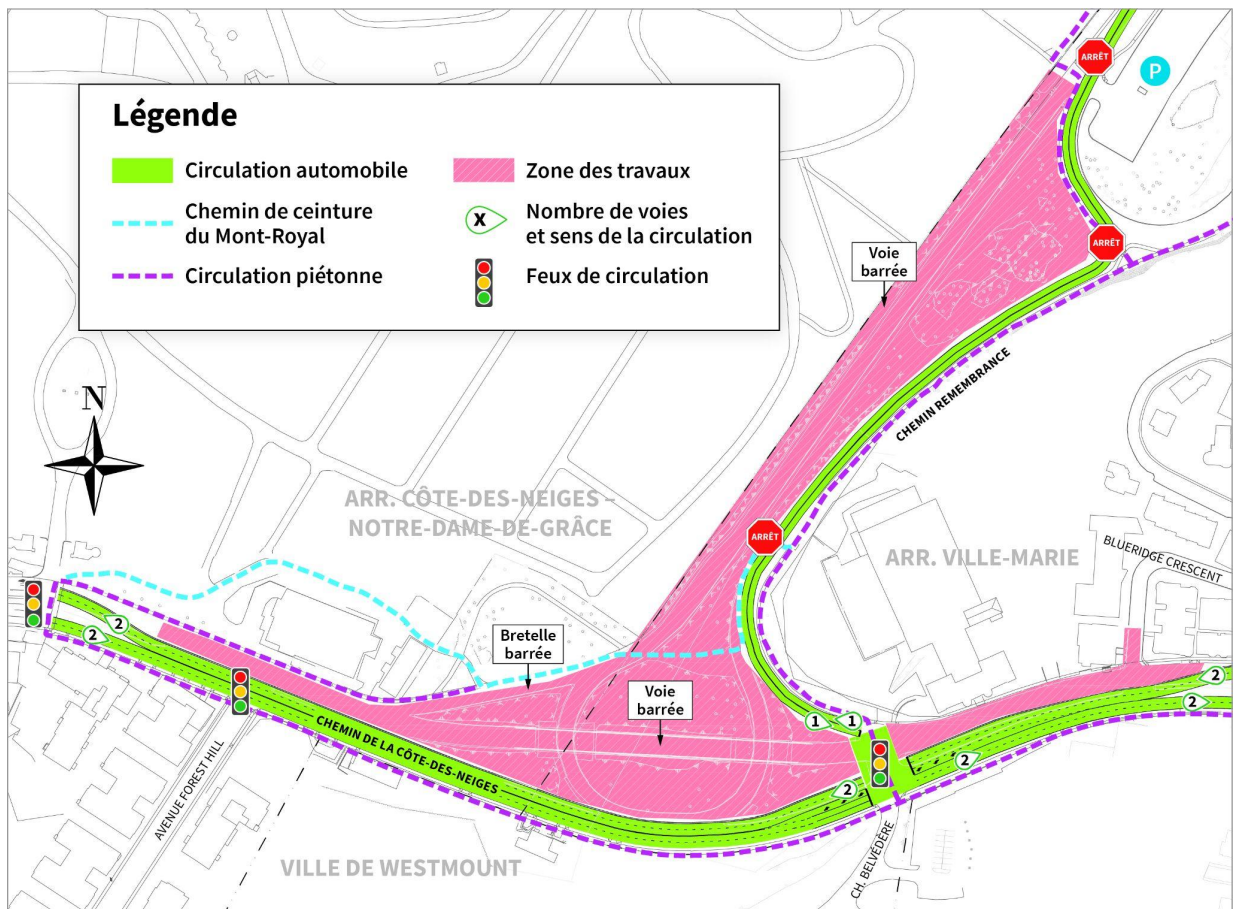 Légende
Circulation automobile
Chemin de ceinture
du Mont-Royal
Circulation piétonne
Zone des travaux
X
Nombre de voies
et sens de la circulation
Feux de circulation
ARRÊT
P
ARRÊT
Voie
barrée
N
CHEMIN REMEMBRANCE
ARR. CÔTE-DES-NEIGES –
NOTRE-DAME-DE-GRÂCE
ARRÊT
ARR. VILLE-MARIE
BLUERIDGE CRESCENT
2
2
Bretelle
barrée
Voie
barrée
2
2
1
1
CHEMIN DE LA CÔTE-DES-NEIGES
2
2
AVENUE FOREST HILL
CH. BELVÉDÈRE
VILLE DE WESTMOUNT